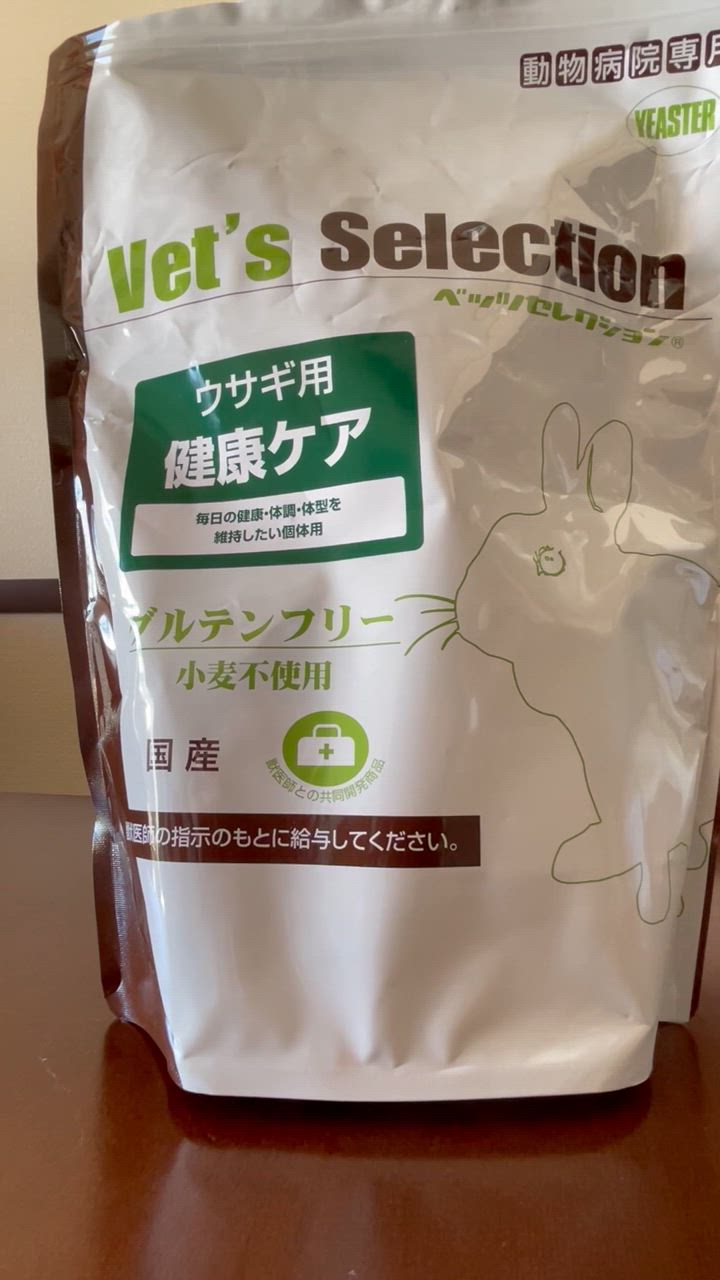 動物病院専用
YEASTER
Vet's Selection
ベッツセレクション®
ウサギ用
健康ケア
毎日の健康・体調・体型を
維持したい個体用
グルテンフリー
小麦不使用
国産
獣医師との共同開発商品
獣医師の指示のもとに給与してください。